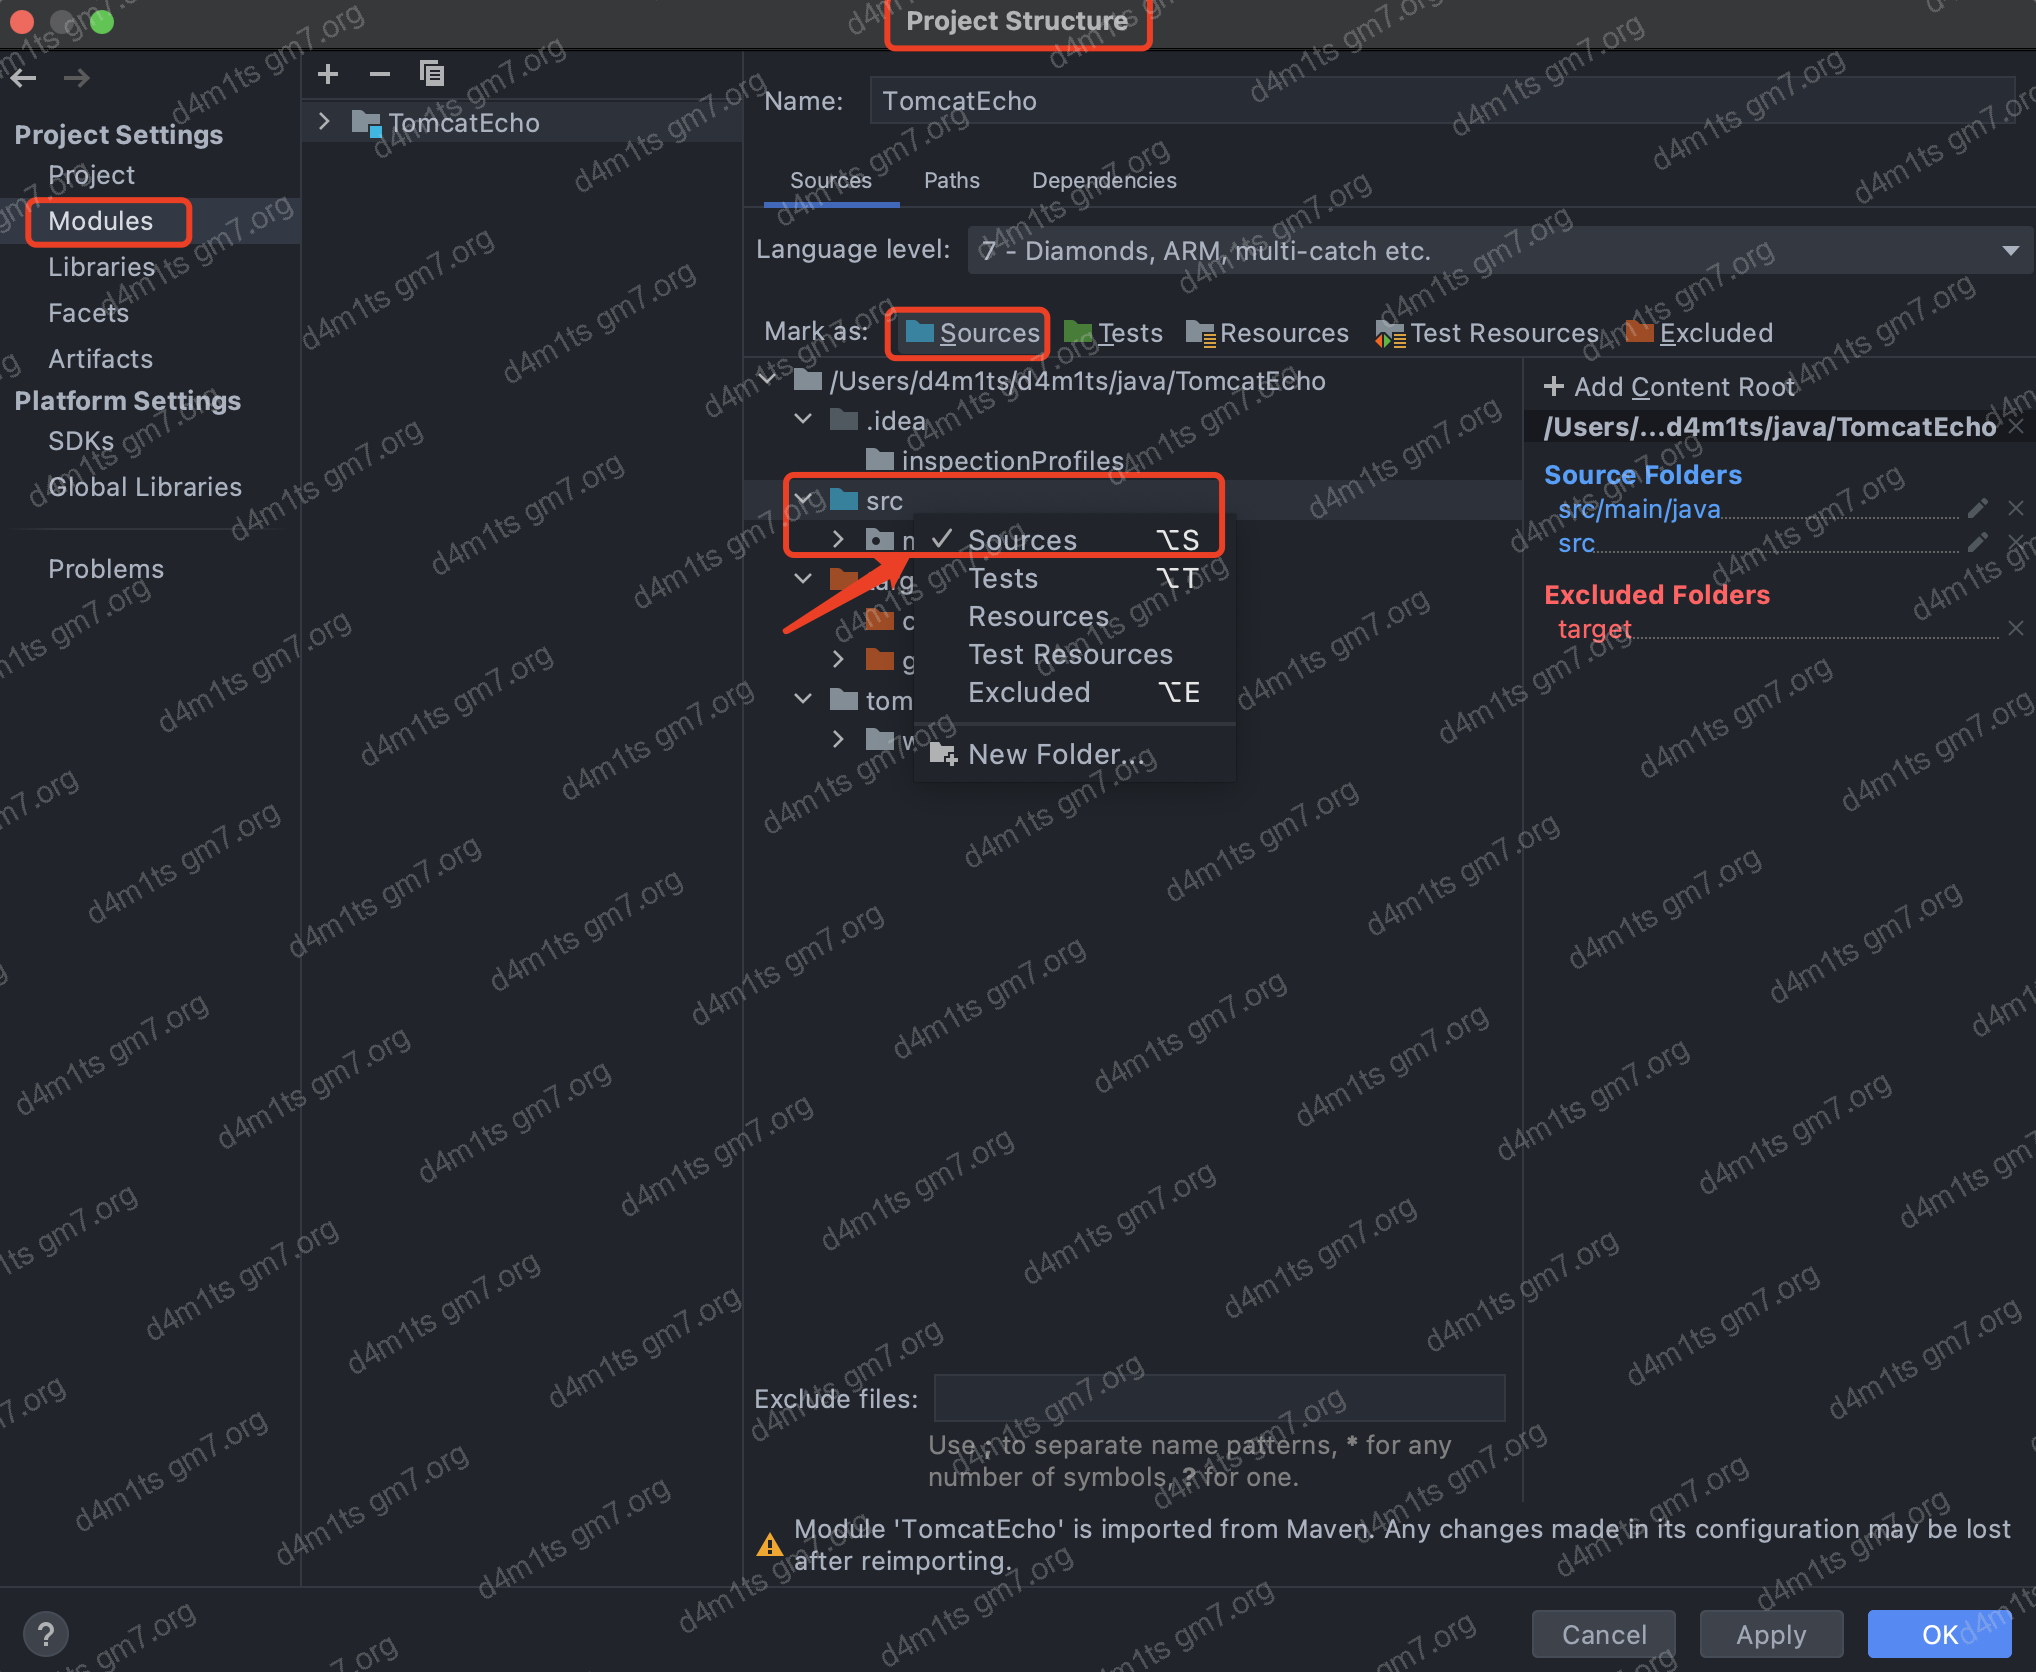 Project Structure
Project Settings
Project
Modules
Libraries
Facets
Artifacts
Platform Settings
SDKs
Global Libraries
Problems
TomcatEcho
Name: TomcatEcho
Sources Paths Dependencies
Language level: 7 - Diamonds, ARM, multi-catch etc.
Mark as: Sources Tests Resources Test Resources Excluded
/Users/d4m1ts/d4m1ts/java/TomcatEcho
.idea
inspectionProfiles
src
Sources ⌥S
Tests ⌥T
Resources
Test Resources
Excluded ⌥E
New Folder...
tom
+ Add Content Root
/Users/...d4m1ts/java/TomcatEcho
Source Folders
src/main/java
src
Excluded Folders
target
Exclude files:
Use ; to separate name patterns, * for any
number of symbols, ? for one.
Module 'TomcatEcho' is imported from Maven. Any changes made in its configuration may be lost
after reimporting.
?
Cancel Apply OK
d4m1ts gm7.org